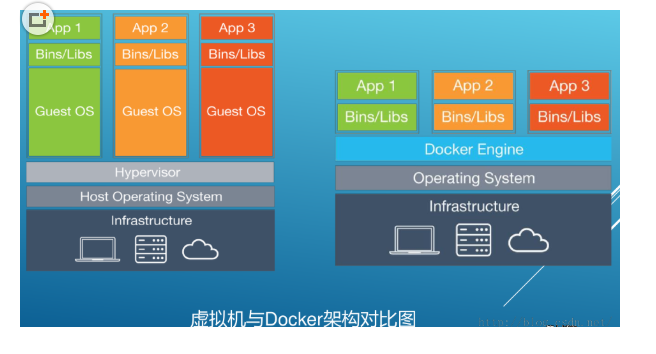 App 1 App 2 App 3
Bins/Libs Bins/Libs Bins/Libs
Guest OS Guest OS Guest OS
Hypervisor
Host Operating System
Infrastructure
App 1 App 2 App 3
Bins/Libs Bins/Libs Bins/Libs
Docker Engine
Operating System
Infrastructure
虚拟机与Docker架构对比图